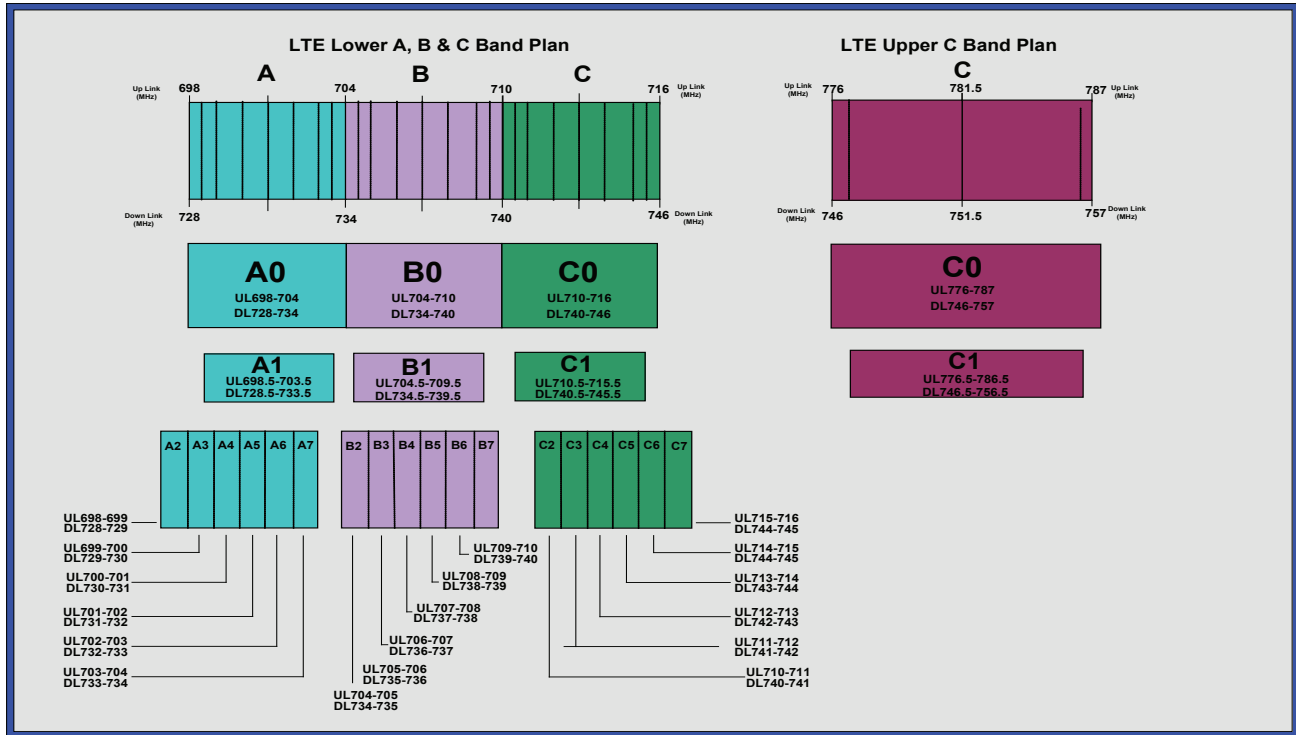 LTE Lower A, B & C Band Plan
A
B
C
Up Link
(MHz)
698
704
710
716
Up Link
(MHz)
Down Link
(MHz)
728
734
740
746
Down Link
(MHz)
A0
UL698-704
DL728-734
B0
UL704-710
DL734-740
C0
UL710-716
DL740-746
A1
UL698.5-703.5
DL728.5-733.5
B1
UL704.5-709.5
DL734.5-739.5
C1
UL710.5-715.5
DL740.5-745.5
A2 A3 A4 A5 A6 A7
B2 B3 B4 B5 B6 B7
C2 C3 C4 C5 C6 C7
UL698-699
DL728-729
UL699-700
DL729-730
UL700-701
DL730-731
UL701-702
DL731-732
UL702-703
DL732-733
UL703-704
DL733-734
UL709-710
DL739-740
UL708-709
DL738-739
UL707-708
DL737-738
UL706-707
DL736-737
UL705-706
DL735-736
UL704-705
DL734-735
UL715-716
DL744-745
UL714-715
DL744-745
UL713-714
DL743-744
UL712-713
DL742-743
UL711-712
DL741-742
UL710-711
DL740-741
LTE Upper C Band Plan
C
Up Link
(MHz)
776
781.5
787
Up Link
(MHz)
Down Link
(MHz)
746
751.5
757
Down Link
(MHz)
C0
UL776-787
DL746-757
C1
UL776.5-786.5
DL746.5-756.5